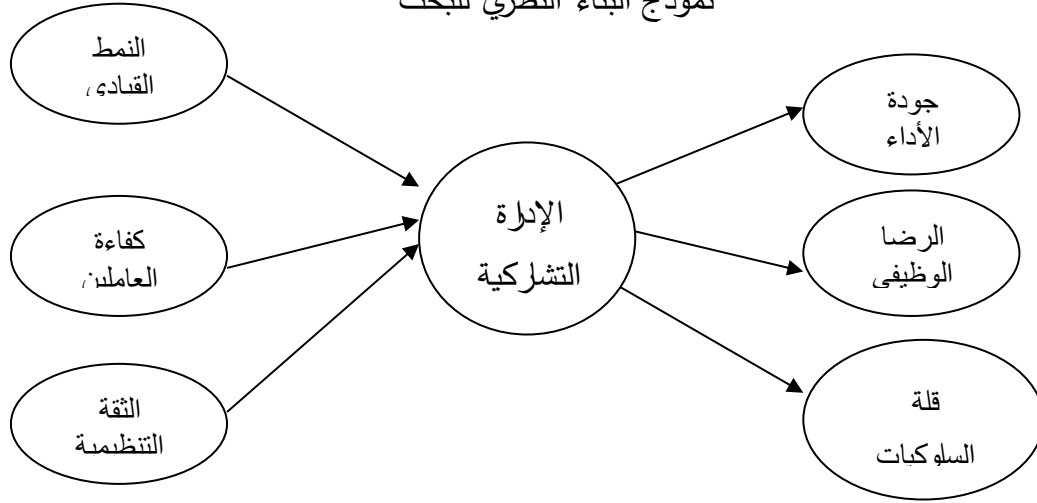 نموذج البناء النظري للبحث
النمط
القيادي
كفاءة
العاملين
الثقة
التنظيمية
الإدارة
التشاركية
جودة
الأداء
الرضا
الوظيفي
قلة
السلوكيات